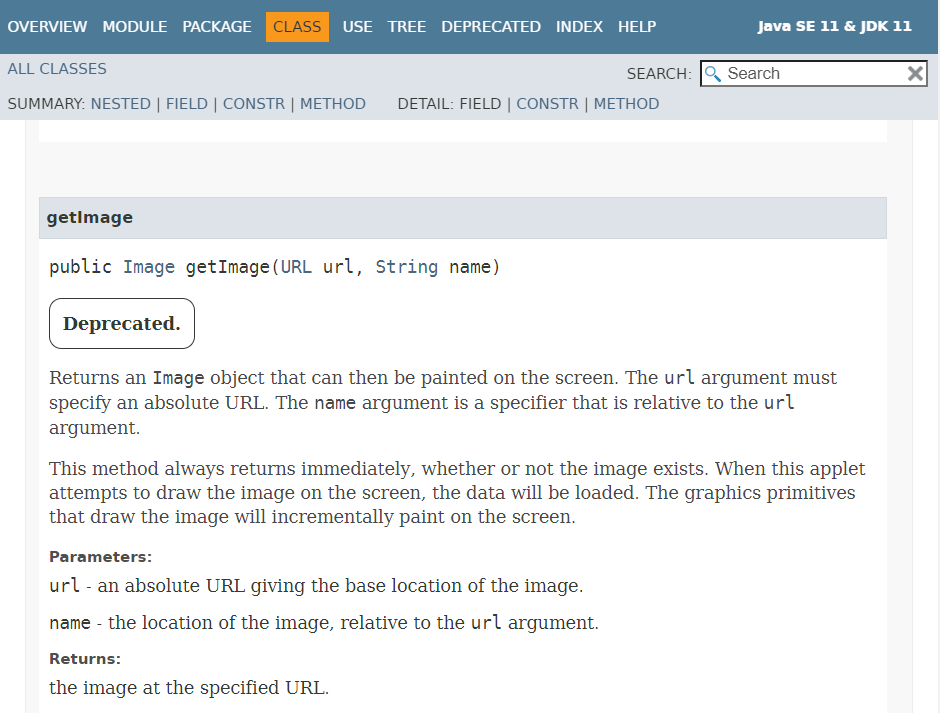 OVERVIEW MODULE PACKAGE CLASS USE TREE DEPRECATED INDEX HELP Java SE 11 & JDK 11
ALL CLASSES
SEARCH: Search
SUMMARY: NESTED | FIELD | CONSTR | METHOD DETAIL: FIELD | CONSTR | METHOD
getImage
public Image getImage(URL url, String name)
Deprecated.
Returns an Image object that can then be painted on the screen. The url argument must
specify an absolute URL. The name argument is a specifier that is relative to the url
argument.
This method always returns immediately, whether or not the image exists. When this applet
attempts to draw the image on the screen, the data will be loaded. The graphics primitives
that draw the image will incrementally paint on the screen.
Parameters:
url - an absolute URL giving the base location of the image.
name - the location of the image, relative to the url argument.
Returns:
the image at the specified URL.